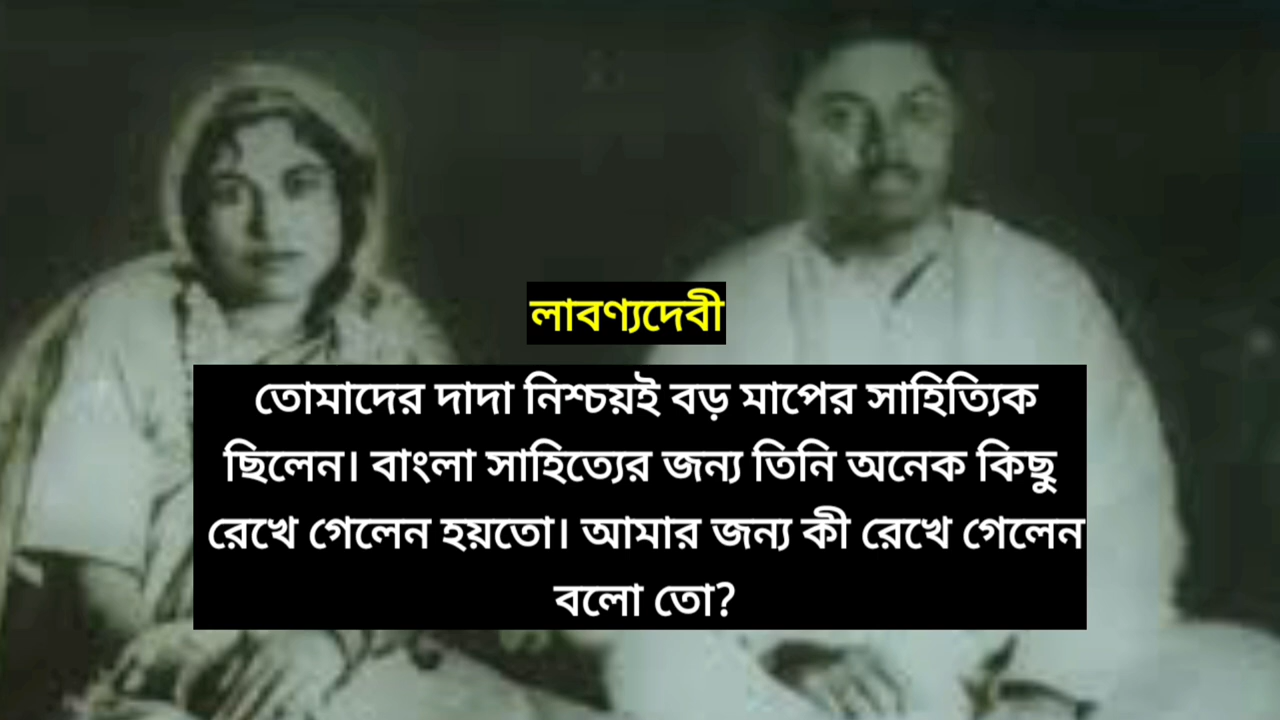 লাবণ্যদেবী
তোমাদের দাদা নিশ্চয়ই বড় মাপের সাহিত্যিক
ছিলেন। বাংলা সাহিত্যের জন্য তিনি অনেক কিছু
রেখে গেলেন হয়তো। আমার জন্য কী রেখে গেলেন
বলো তো?